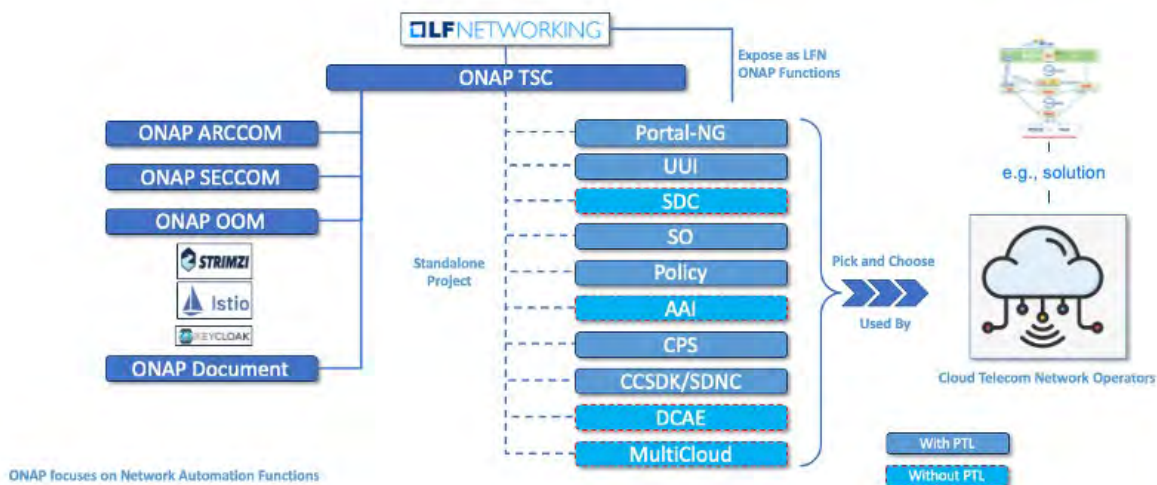 LFNETWORKING
ONAP TSC
Expose as LFN
ONAP Functions
ONAP ARCCOM
ONAP SECCOM
ONAP OOM
STRIMZI
Istio
KEYCLOAK
ONAP Document
Standalone
Project
Portal-NG
UUI
SDC
SO
Policy
AAI
CPS
CCSDK/SDNC
DCAE
MultiCloud
Pick and Choose
Used By
e.g., solution
Cloud Telecom Network Operators
With PTL
Without PTL
ONAP focuses on Network Automation Functions